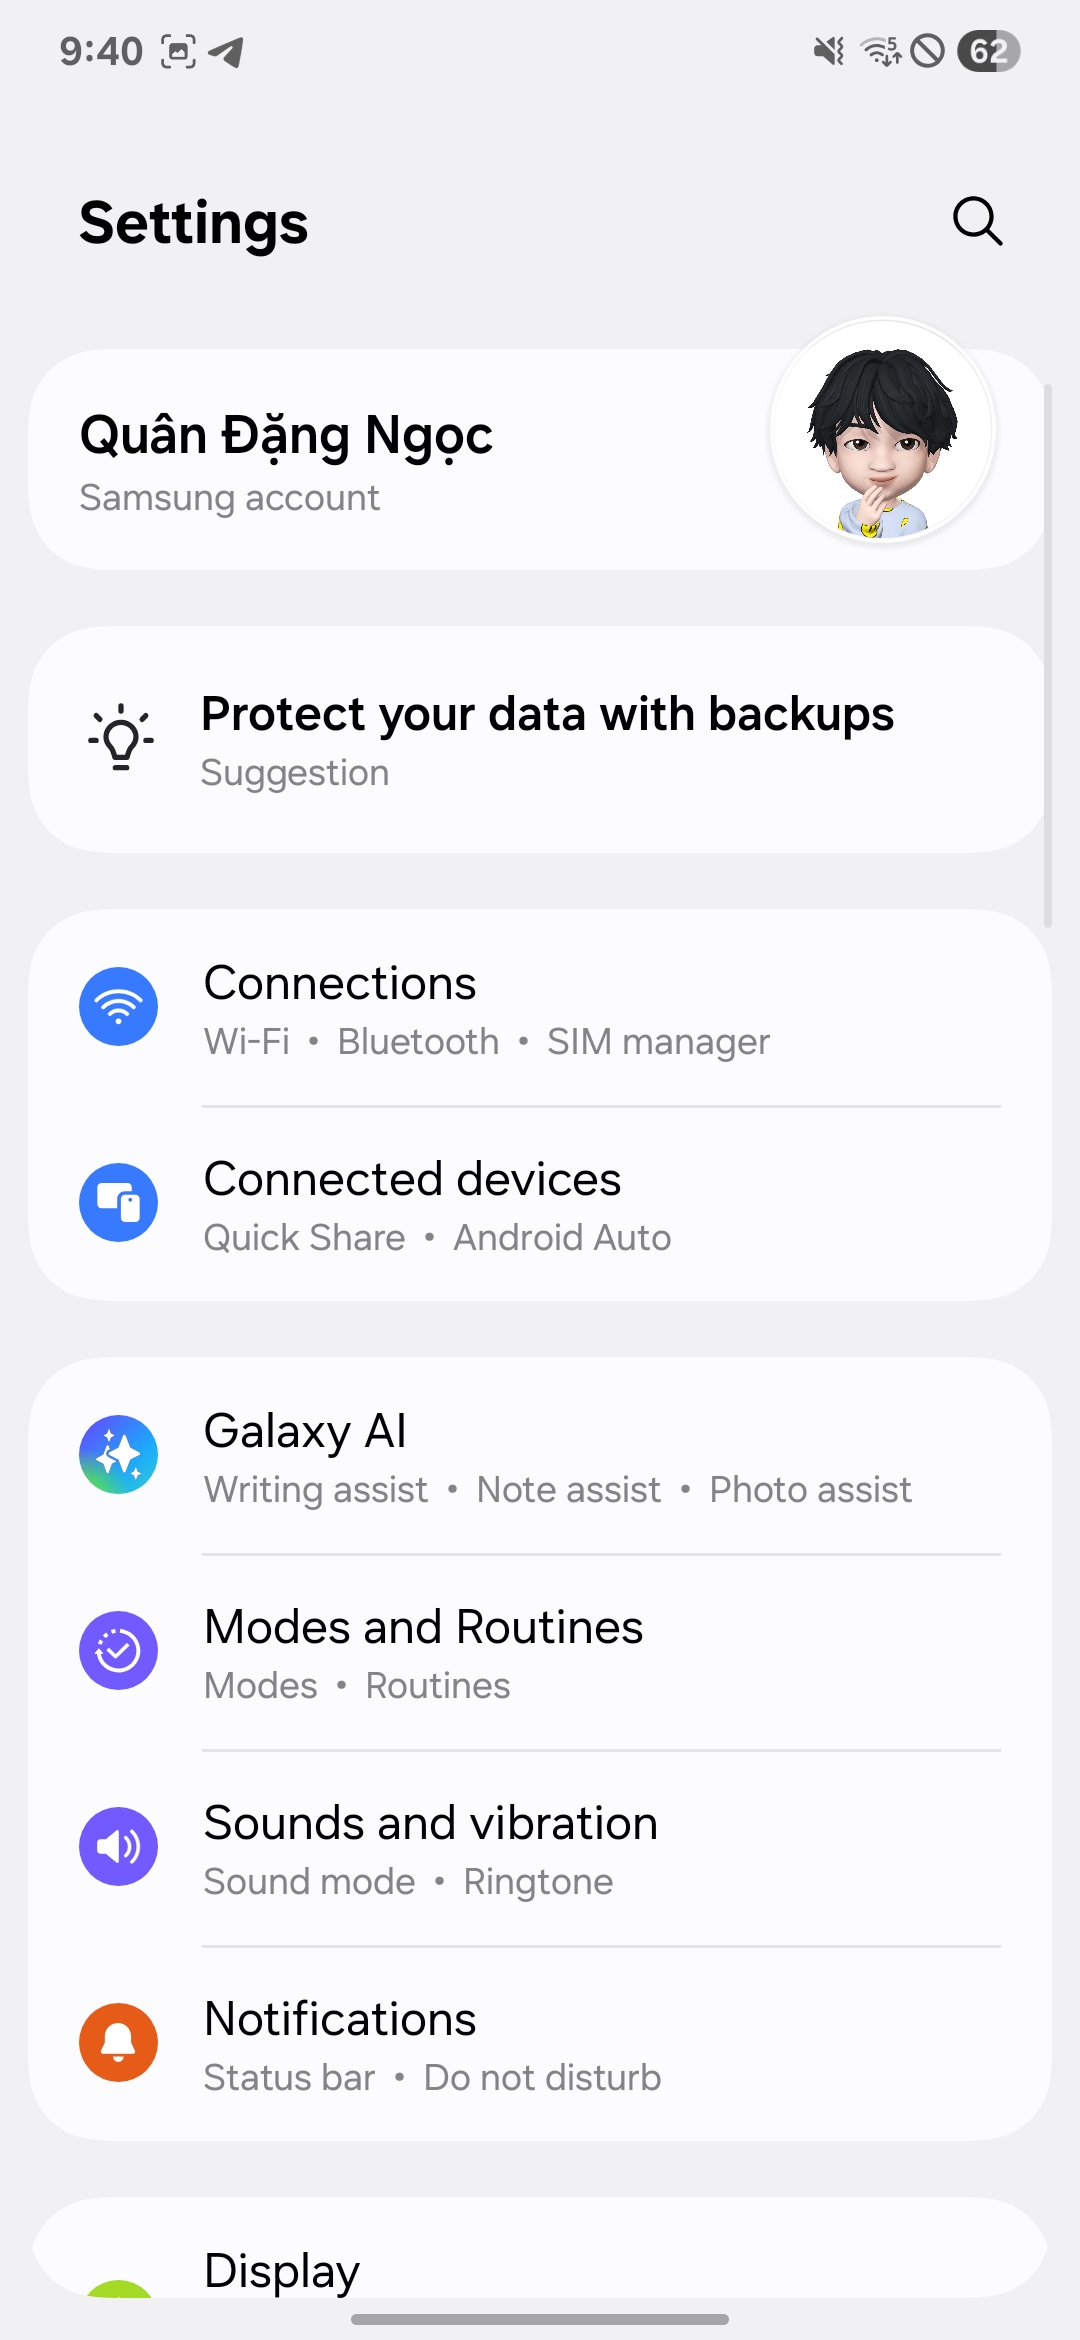 9:40
5
62
Settings
Quân Đặng Ngọc
Samsung account
Protect your data with backups
Suggestion
Connections
Wi-Fi • Bluetooth • SIM manager
Connected devices
Quick Share • Android Auto
Galaxy AI
Writing assist • Note assist • Photo assist
Modes and Routines
Modes • Routines
Sounds and vibration
Sound mode • Ringtone
Notifications
Status bar • Do not disturb
Display